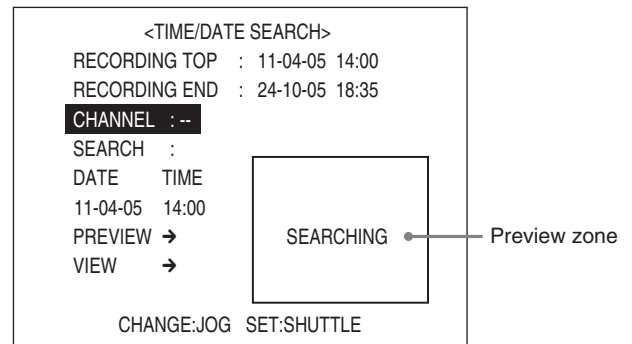 <TIME/DATE SEARCH>
RECORDING TOP : 11-04-05 14:00
RECORDING END : 24-10-05 18:35
CHANNEL : --
SEARCH :
DATE TIME
11-04-05 14:00
PREVIEW →
VIEW →
SEARCHING
Preview zone
CHANGE:JOG SET:SHUTTLE